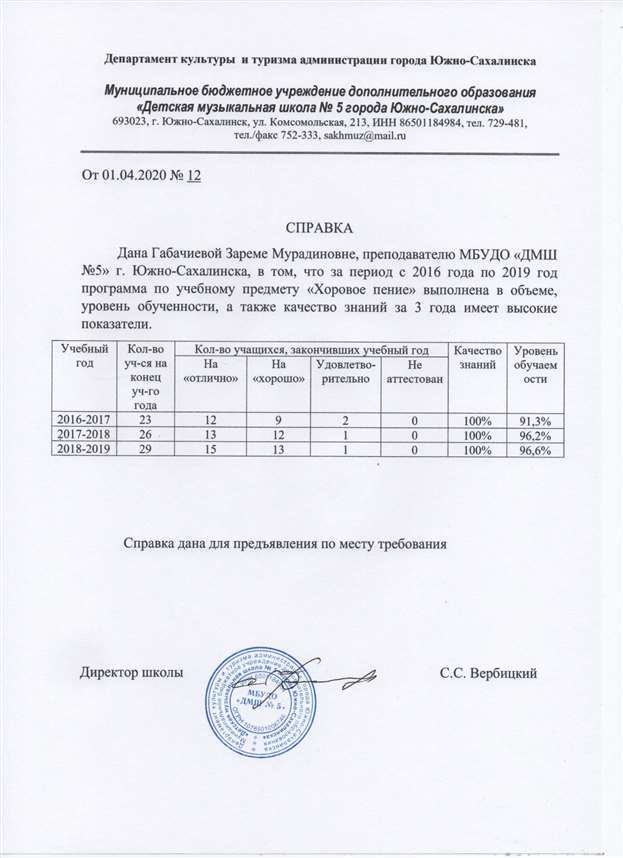 Департамент культуры и туризма администрации города Южно-Сахалинска
Муниципальное бюджетное учреждение дополнительного образования
«Детская музыкальная школа № 5 города Южно-Сахалинска»
693023, г. Южно-Сахалинск, ул. Комсомольская, 213, ИНН 86501184984, тел. 729-481,
тел./факс 752-333, sakhmuz@mail.ru
От 01.04.2020 № 12
СПРАВКА
Дана Габачиевой Зареме Мурадиновне, преподавателю МБУДО «ДМШ
№5» г. Южно-Сахалинска, в том, что за период с 2016 года по 2019 год
программа по учебному предмету «Хоровое пение» выполнена в объеме,
уровень обученности, а также качество знаний за 3 года имеет высокие
показатели.
Учебный год Кол-во уч-ся на конец уч-го года Кол-во учащихся, закончивших учебный год Качество знаний Уровень обучаем ости
На «отлично» На «хорошо» Удовлетво-рительно Не аттестован
2016-2017 23 12 9 2 0 100% 91,3%
2017-2018 26 13 12 1 0 100% 96,2%
2018-2019 29 15 13 1 0 100% 96,6%
Справка дана для предъявления по месту требования
Директор школы С.С. Вербицкий
МБУДО
«ДМШ № 5»